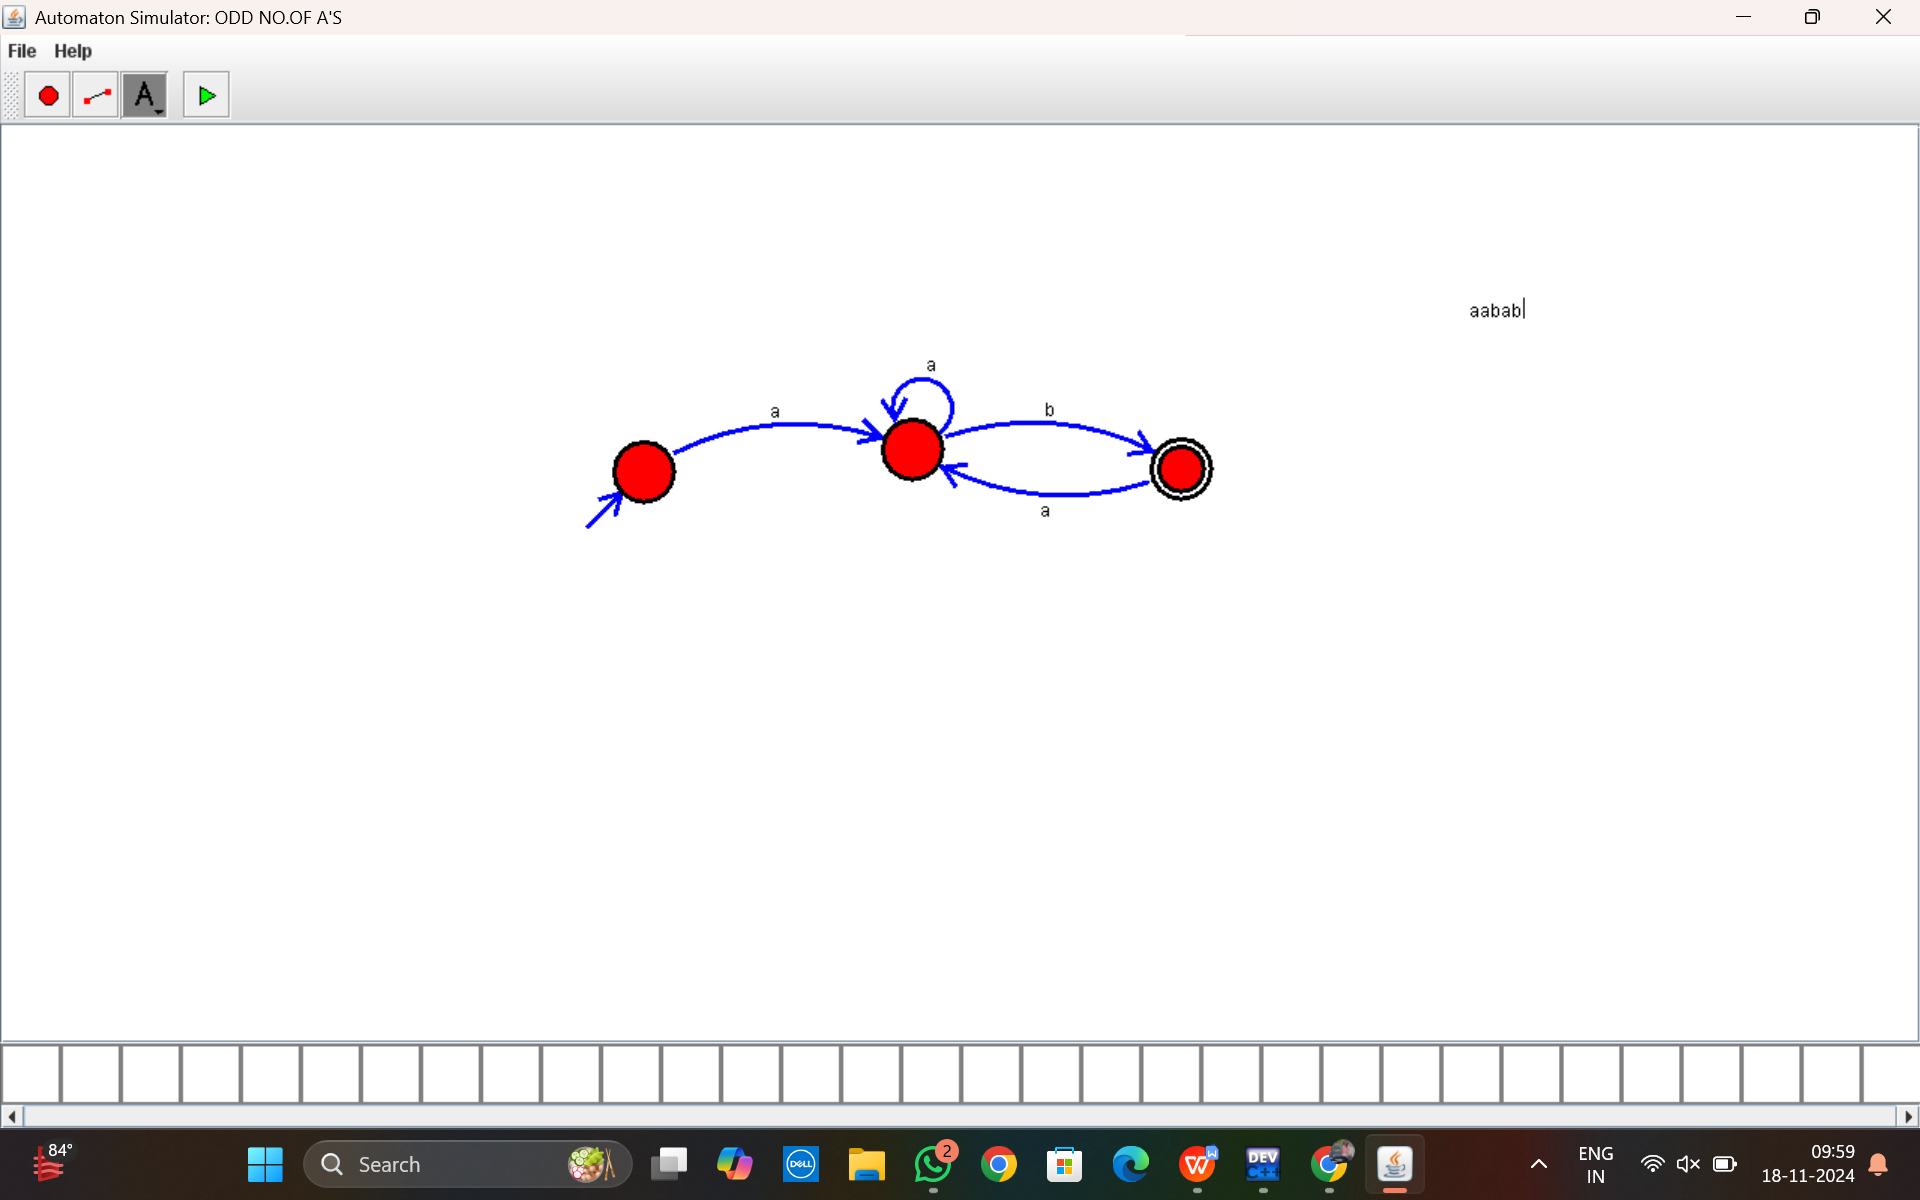 Automaton Simulator: ODD NO.OF A'S
File Help
A
aabab
a
a
b
a
84°
Search
DELL
2
W
W
DEV
C++
ENG
IN
09:59
18-11-2024